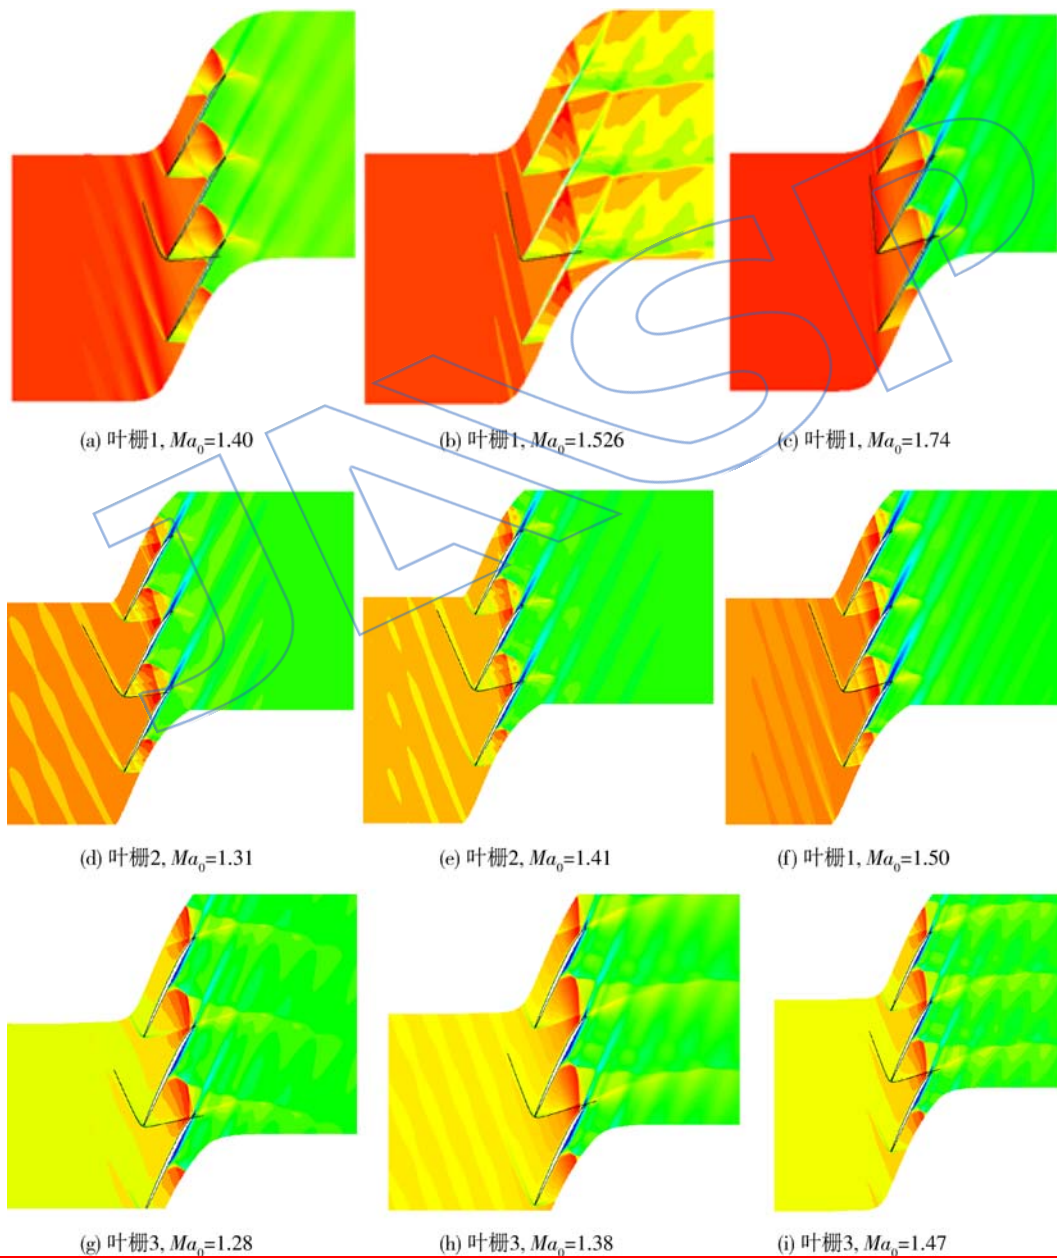 (a) 叶栅1, Ma₀=1.40
(b) 叶栅1, Ma₀=1.526
(c) 叶栅1, Ma₀=1.74
JASP
(d) 叶栅2, Ma₀=1.31
(e) 叶栅2, Ma₀=1.41
(f) 叶栅1, Ma₀=1.50
(g) 叶栅3, Ma₀=1.28
(h) 叶栅3, Ma₀=1.38
(i) 叶栅3, Ma₀=1.47